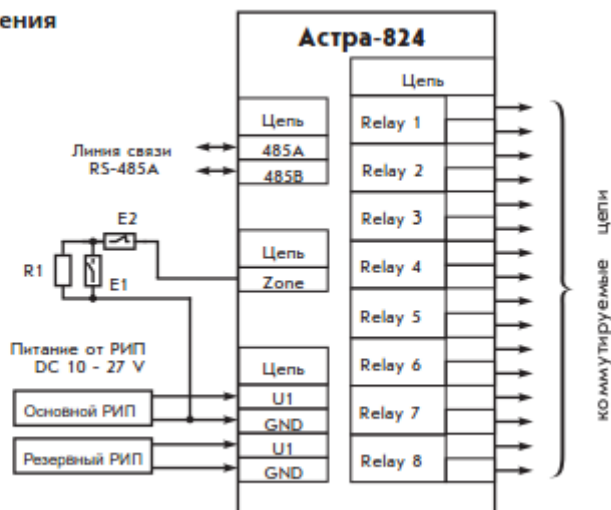 ения
Астра-824
Цепь
Relay 1
Relay 2
Relay 3
Relay 4
Relay 5
Relay 6
Relay 7
Relay 8
коммутируемые цепи
Цепь
485A
485B
Линия связи
RS-485A
E2
R1
E1
Цепь
Zone
Питание от РИП
DC 10 - 27 V
Основной РИП
Резервный РИП
Цепь
U1
GND
U1
GND